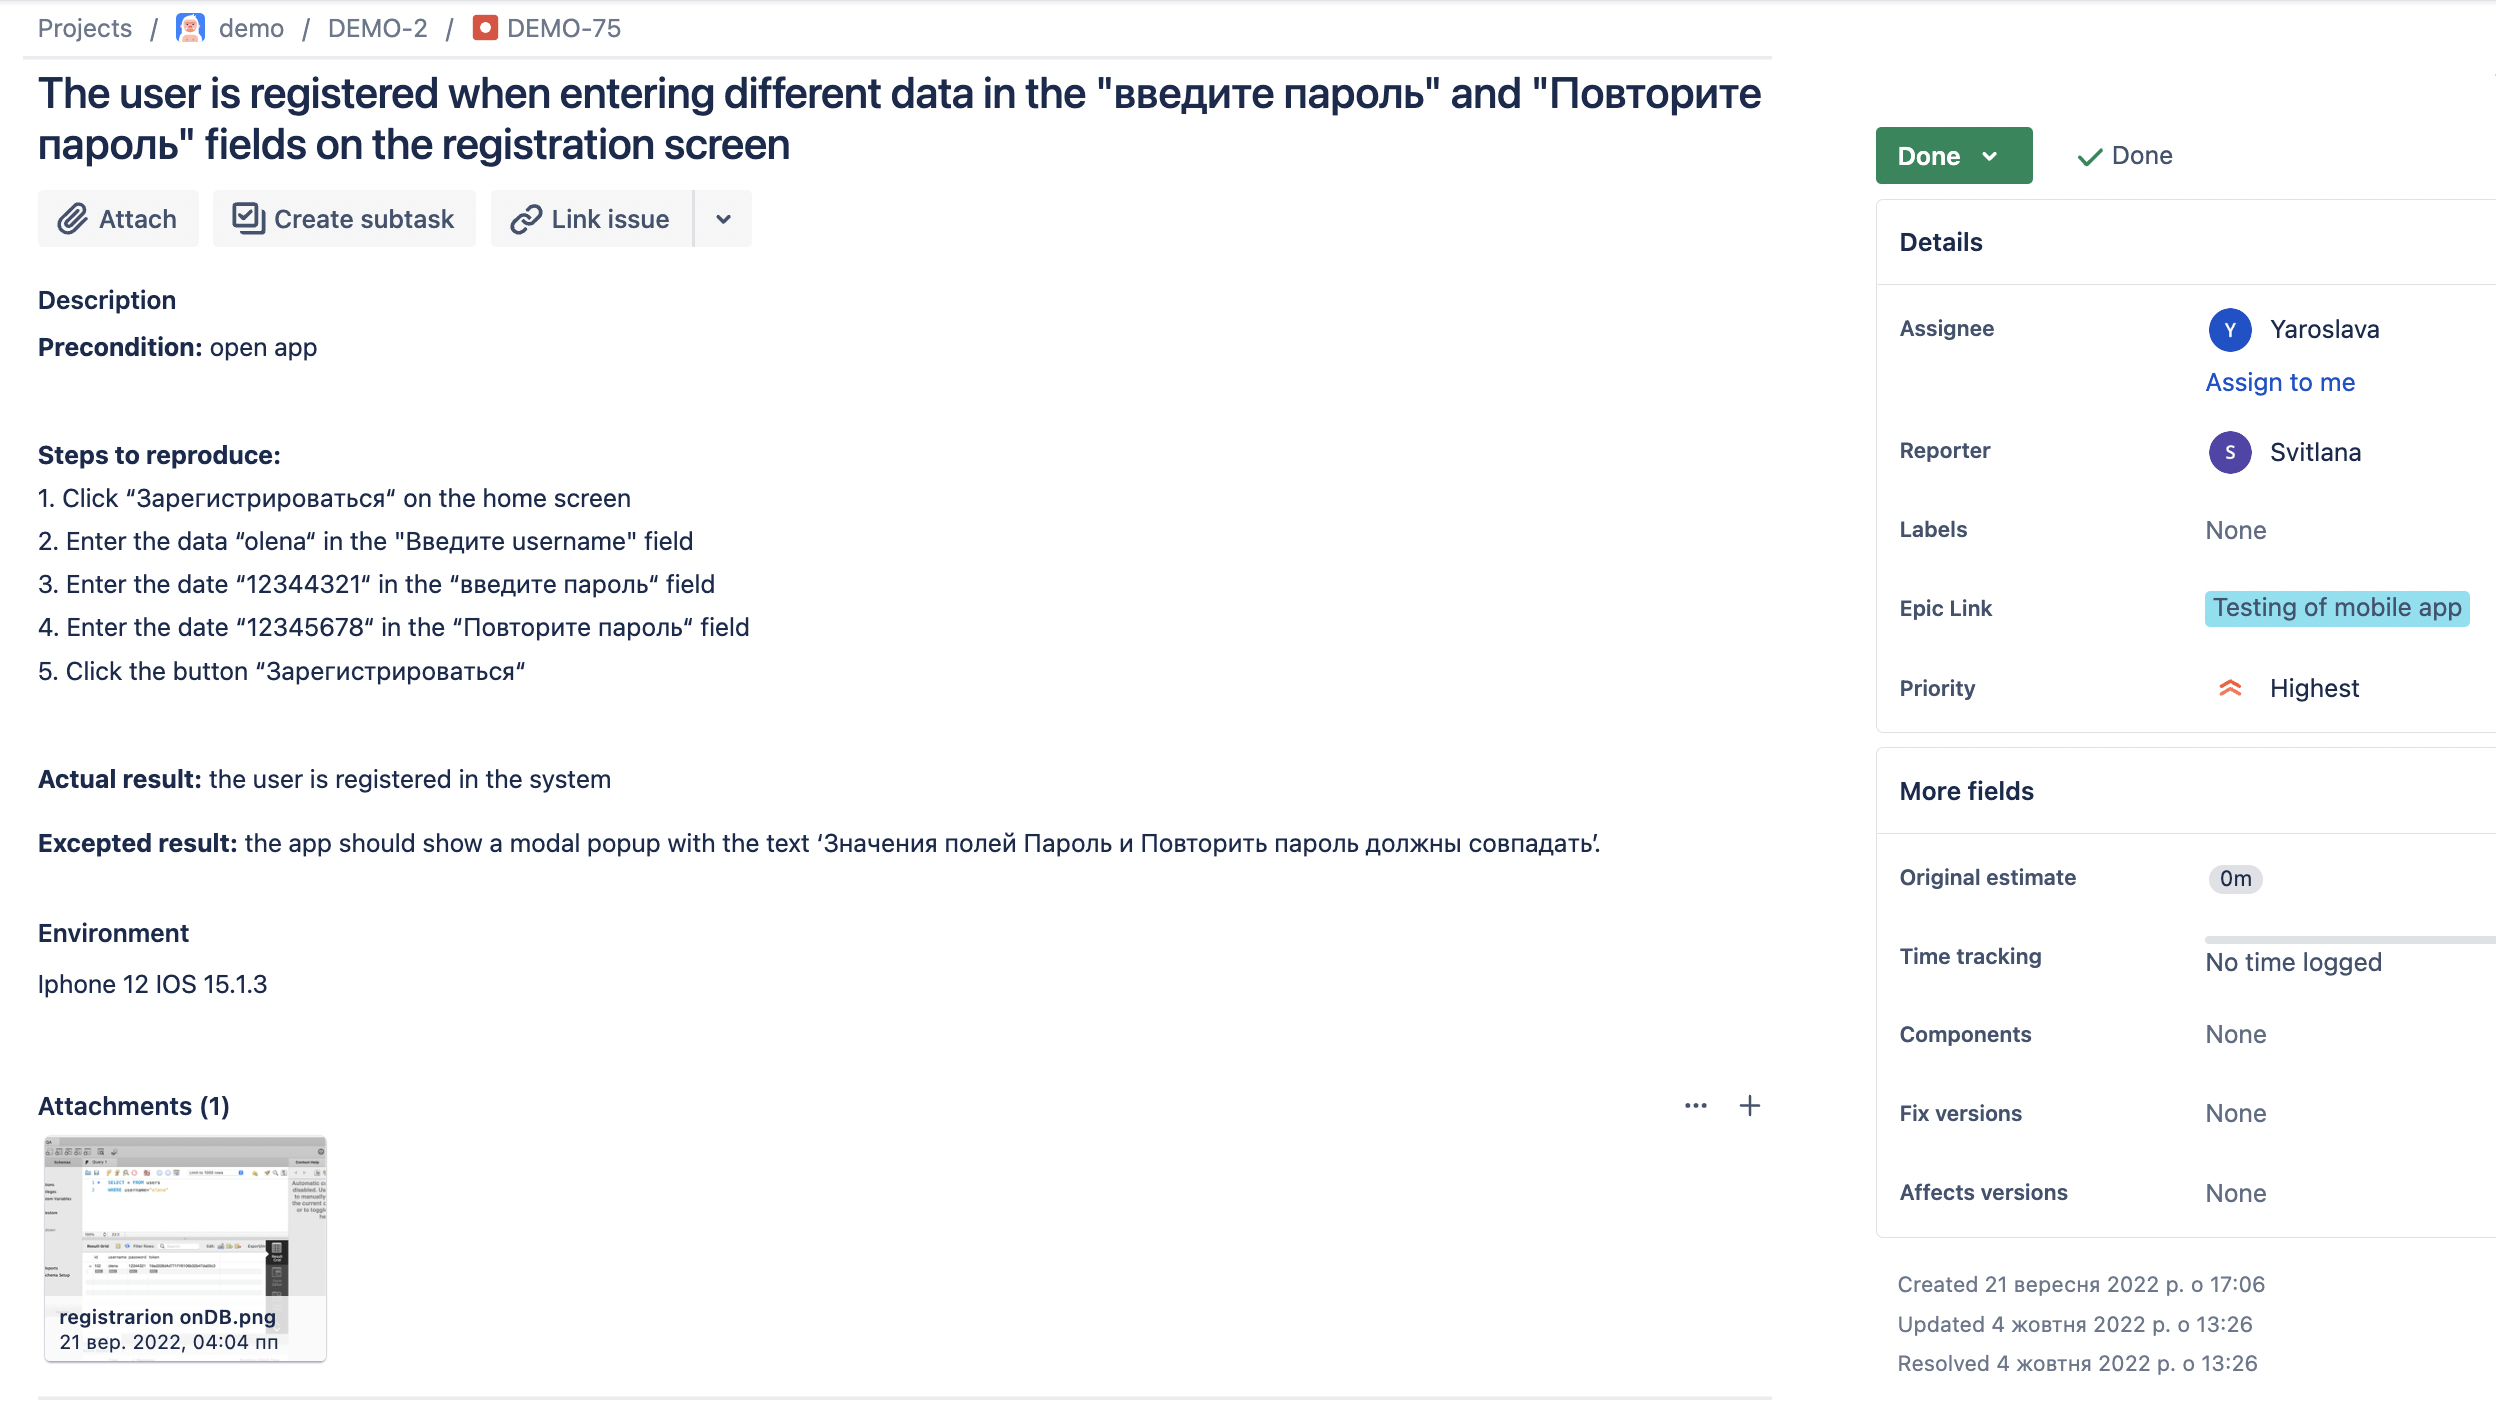 Projects / demo / DEMO-2 / DEMO-75
The user is registered when entering different data in the "введите пароль" and "Повторите
пароль" fields on the registration screen
Attach
Create subtask
Link issue
Description
Precondition: open app
Steps to reproduce:
1. Click “Зарегистрироваться“ on the home screen
2. Enter the data “olena“ in the "Введите username" field
3. Enter the date “12344321“ in the “введите пароль“ field
4. Enter the date “12345678“ in the “Повторите пароль“ field
5. Click the button “Зарегистрироваться“
Actual result: the user is registered in the system
Excepted result: the app should show a modal popup with the text ‘Значения полей Пароль и Повторить пароль должны совпадать’.
Environment
Iphone 12 IOS 15.1.3
Attachments (1)
SELECT * FROM users
WHERE username="olena"
registrarion onDB.png
21 вер. 2022, 04:04 пп
Done
Done
Details
Assignee
Y Yaroslava
Assign to me
Reporter
S Svitlana
Labels
None
Epic Link
Testing of mobile app
Priority
Highest
More fields
Original estimate
0m
Time tracking
No time logged
Components
None
Fix versions
None
Affects versions
None
Created 21 вересня 2022 р. о 17:06
Updated 4 жовтня 2022 р. о 13:26
Resolved 4 жовтня 2022 р. о 13:26